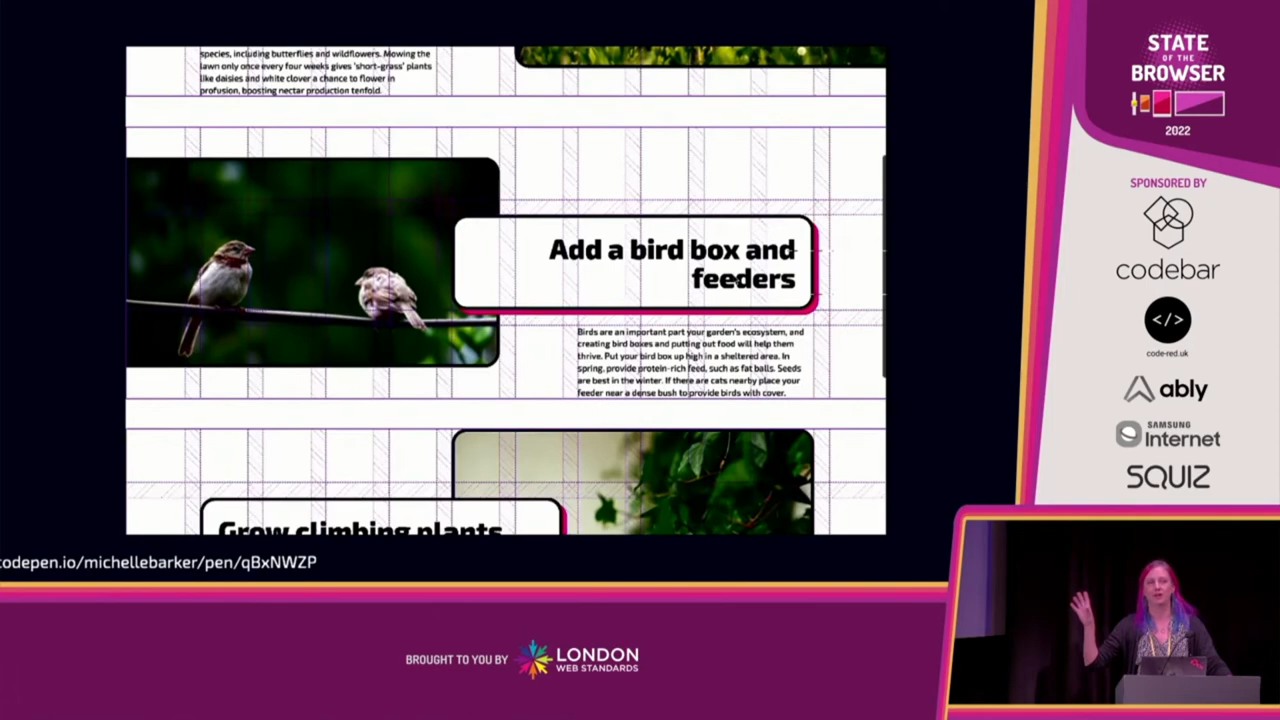 species, including butterflies and wildflowers. Mowing the
lawn only once every four weeks gives 'short-grass' plants
like daisies and white clover a chance to flower in
profusion, boosting nectar production tenfold.
Add a bird box and
feeders
Birds are an important part your garden's ecosystem, and
creating bird boxes and putting out food will help them
thrive. Put your bird box up high in a sheltered area. In
spring, provide protein-rich feed, such as fat balls. Seeds
are best in the winter. If there are cats nearby place your
feeder near a dense bush to provide birds with cover.
Grow climbing plants
codepen.io/michellebarker/pen/qBxNWZP
BROUGHT TO YOU BY
LONDON
WEB STANDARDS
STATE
OF THE
BROWSER
2022
SPONSORED BY
codebar
</>
code-red.uk
ably
SAMSUNG
Internet
SQUIZ